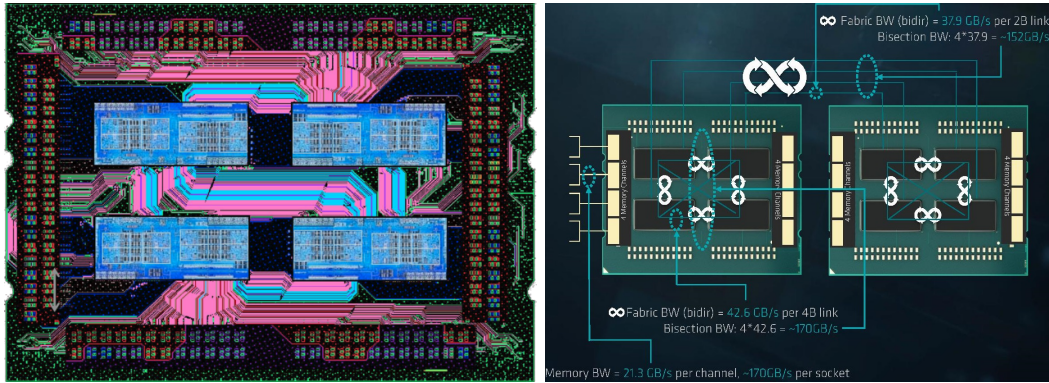 Fabric BW (bidir) = 37.9 GB/s per 2B link
Bisection BW: 4*37.9 = ~152GB/s
4 Memory Channels
4 Memory Channels
4 Memory Channels
4 Memory Channels
Fabric BW (bidir) = 42.6 GB/s per 4B link
Bisection BW: 4*42.6 = ~170GB/s
Memory BW = 21.3 GB/s per channel, ~170GB/s per socket